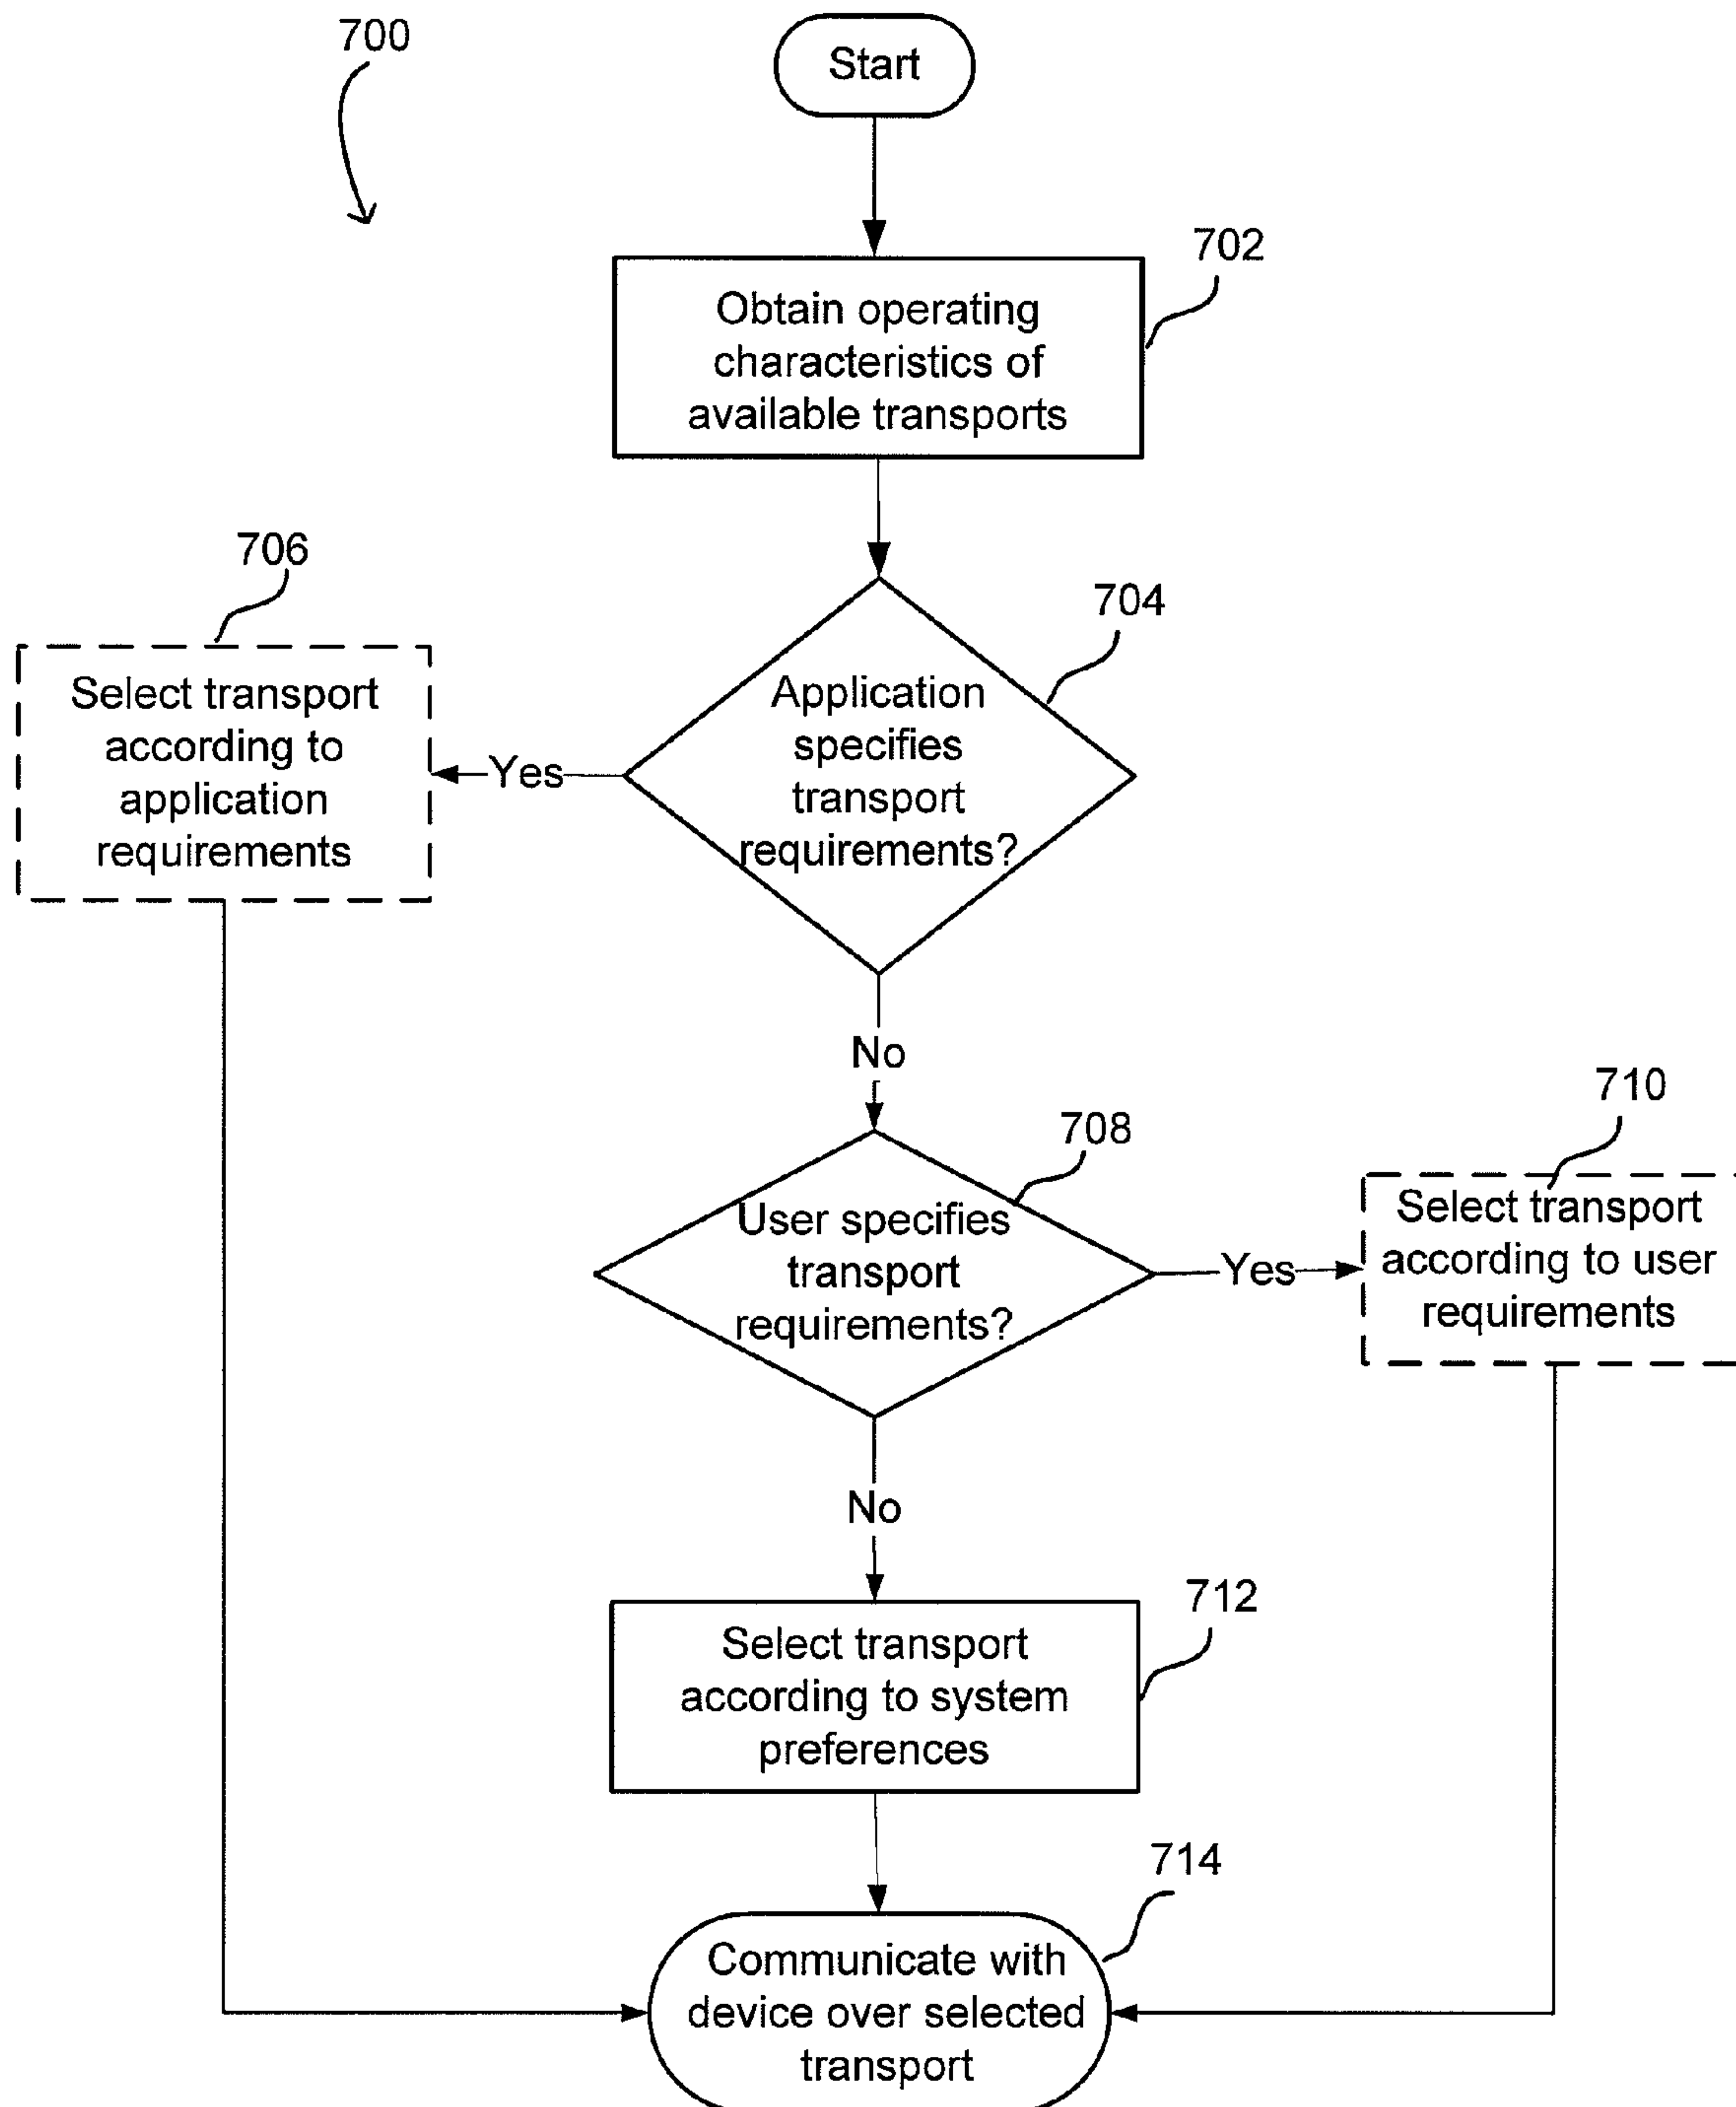 700
Start
702
Obtain operating
characteristics of
available transports
706
704
Select transport
according to
application
requirements
Yes
Application
specifies
transport
requirements?
No
708
710
User specifies
transport
requirements?
Yes
Select transport
according to user
requirements
No
712
Select transport
according to system
preferences
714
Communicate with
device over selected
transport